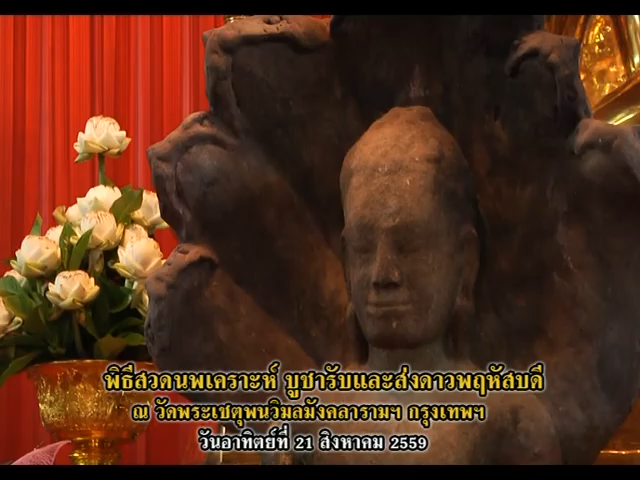 พิธีสวดนพเคราะห์ บูชารับและส่งดาวพฤหัสบดี
ณ วัดพระเชตุพนวิมลมังคลารามฯ กรุงเทพฯ
วันอาทิตย์ที่ 21 สิงหาคม 2559